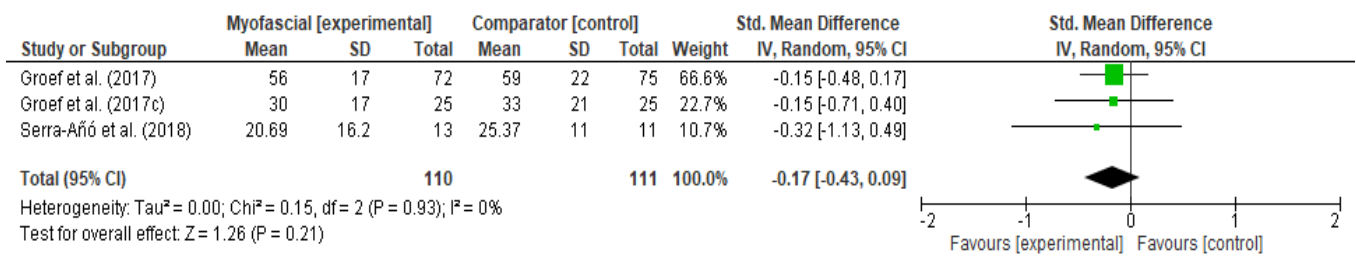 Myofascial [experimental] Comparator [control] Std. Mean Difference Std. Mean Difference
Study or Subgroup Mean SD Total Mean SD Total Weight IV, Random, 95% CI IV, Random, 95% CI
Groef et al. (2017) 56 17 72 59 22 75 66.6% -0.15 [-0.48, 0.17]
Groef et al. (2017c) 30 17 25 33 21 25 22.7% -0.15 [-0.71, 0.40]
Serra-Añó et al. (2018) 20.69 16.2 13 25.37 11 11 10.7% -0.32 [-1.13, 0.49]
Total (95% CI) 110 111 100.0% -0.17 [-0.43, 0.09]
Heterogeneity: Tau² = 0.00; Chi² = 0.15, df = 2 (P = 0.93); I² = 0%
Test for overall effect: Z = 1.26 (P = 0.21)
-2 -1 0 1 2
Favours [experimental] Favours [control]